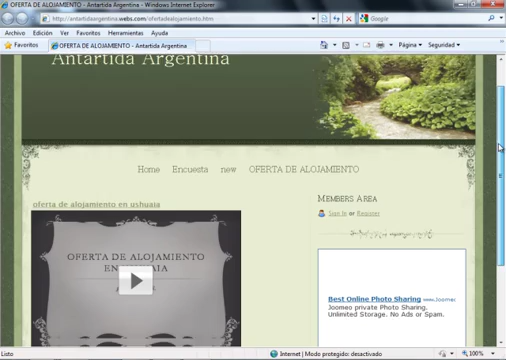 OFERTA DE ALOJAMIENTO - Antartida Argentina - Windows Internet Explorer
http://antartidaargentina.webs.com/ofertadealojamiento.htm
Google
Archivo Edición Ver Favoritos Herramientas Ayuda
Favoritos OFERTA DE ALOJAMIENTO - Antartida Argentina
Página Seguridad
Antartida Argentina
Home Encuesta new OFERTA DE ALOJAMIENTO
oferta de alojamiento en ushuaia
MEMBERS AREA
Sign In or Register
OFERTA DE ALOJAMIENTO
EN USHUAIA
Best Online Photo Sharing www.Joomeo
Joomeo private Photo Sharing.
Unlimited Storage. No Ads or Spam.
Listo Internet | Modo protegido: desactivado 100%